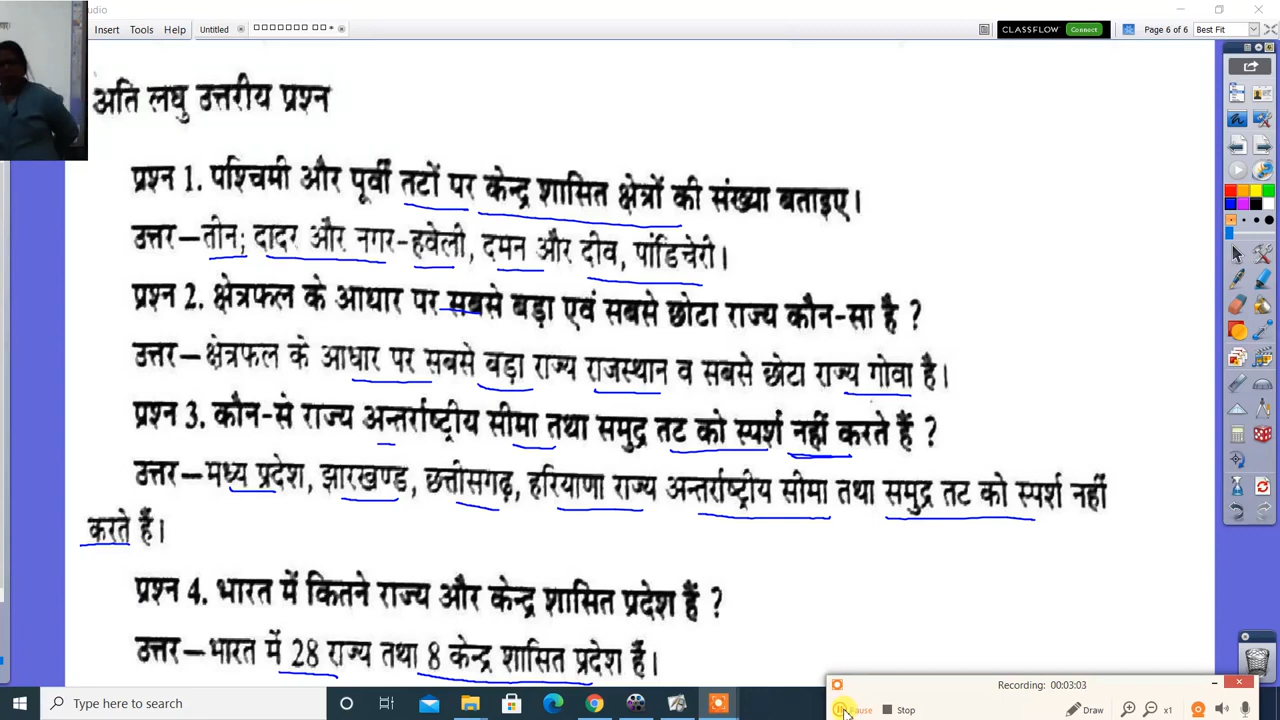 udio
Insert Tools Help Untitled
CLASSFLOW Connect Page 6 of 6 Best Fit
अति लघु उत्तरीय प्रश्न
प्रश्न 1. पश्चिमी और पूर्वी तटों पर केन्द्र शासित क्षेत्रों की संख्या बताइए।
उत्तर–तीन; दादर और नगर-हवेली, दमन और दीव, पांडिचेरी।
प्रश्न 2. क्षेत्रफल के आधार पर सबसे बड़ा एवं सबसे छोटा राज्य कौन-सा है ?
उत्तर–क्षेत्रफल के आधार पर सबसे बड़ा राज्य राजस्थान व सबसे छोटा राज्य गोवा है।
प्रश्न 3. कौन-से राज्य अन्तर्राष्ट्रीय सीमा तथा समुद्र तट को स्पर्श नहीं करते हैं ?
उत्तर–मध्य प्रदेश, झारखण्ड, छत्तीसगढ़, हरियाणा राज्य अन्तर्राष्ट्रीय सीमा तथा समुद्र तट को स्पर्श नहीं
करते हैं।
प्रश्न 4. भारत में कितने राज्य और केन्द्र शासित प्रदेश हैं ?
उत्तर–भारत में 28 राज्य तथा 8 केन्द्र शासित प्रदेश हैं।
Recording: 00:03:03
Pause Stop Draw x1
Type here to search